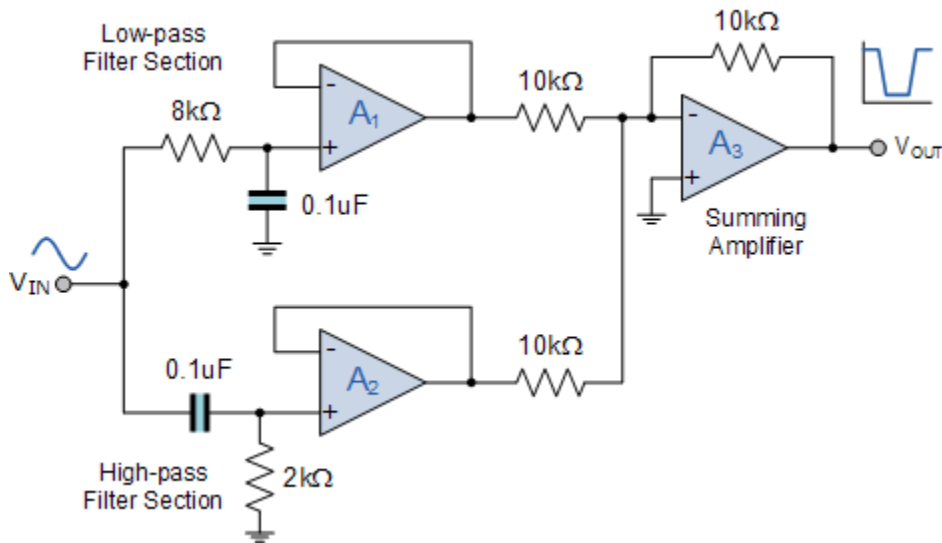 Low-pass
Filter Section
10kΩ
10kΩ
8kΩ
-
A₁
+
0.1uF
-
A₃
+
VOUT
Summing
Amplifier
VIN
0.1uF
-
A₂
+
10kΩ
High-pass
Filter Section
2kΩ